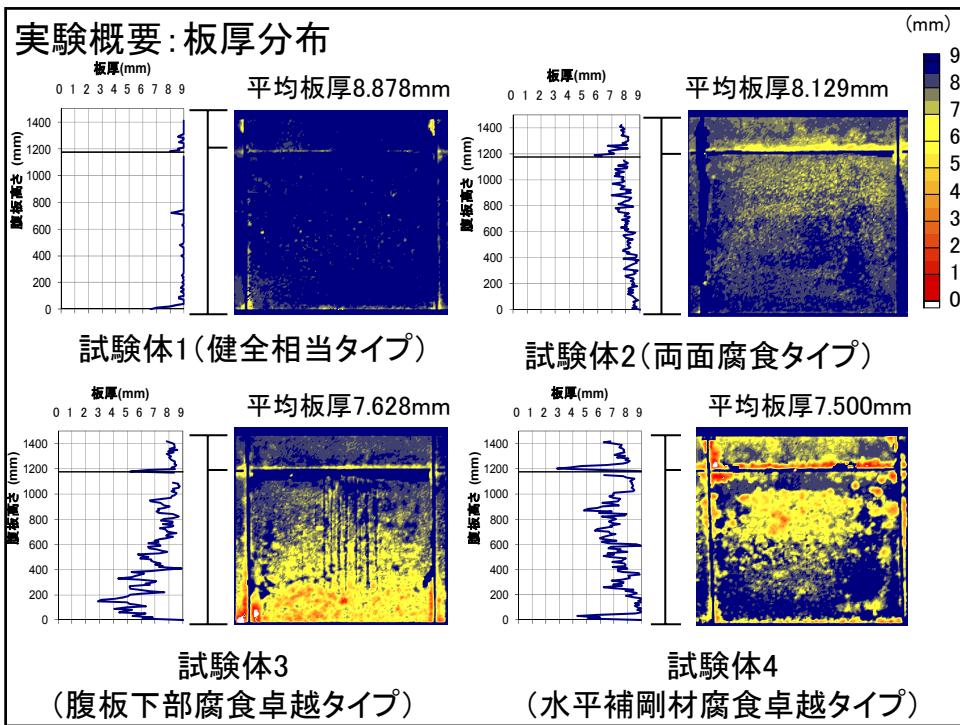 実験概要：板厚分布
(mm)
9
8
7
6
5
4
3
2
1
0
板厚(mm)
0 1 2 3 4 5 6 7 8 9
平均板厚8.878mm
腹板高さ (mm)
1400
1200
1000
800
600
400
200
0
試験体1（健全相当タイプ）
板厚(mm)
0 1 2 3 4 5 6 7 8 9
平均板厚8.129mm
腹板高さ (mm)
1400
1200
1000
800
600
400
200
0
試験体2（両面腐食タイプ）
板厚(mm)
0 1 2 3 4 5 6 7 8 9
平均板厚7.628mm
腹板高さ (mm)
1400
1200
1000
800
600
400
200
0
試験体3
（腹板下部腐食卓越タイプ）
板厚(mm)
0 1 2 3 4 5 6 7 8 9
平均板厚7.500mm
腹板高さ (mm)
1400
1200
1000
800
600
400
200
0
試験体4
（水平補剛材腐食卓越タイプ）